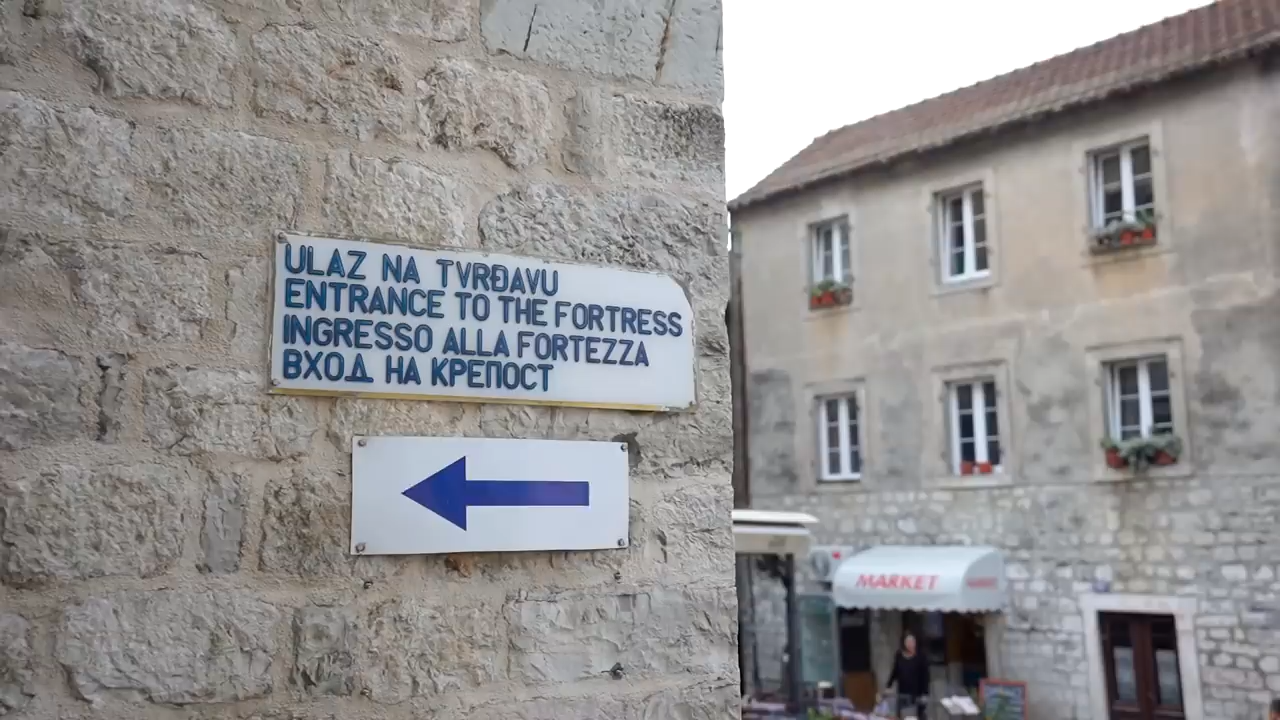 ULAZ NA TVRĐAVU
ENTRANCE TO THE FORTRESS
INGRESSO ALLA FORTEZZA
ВХОД НА КРЕПОСТ
MARKET